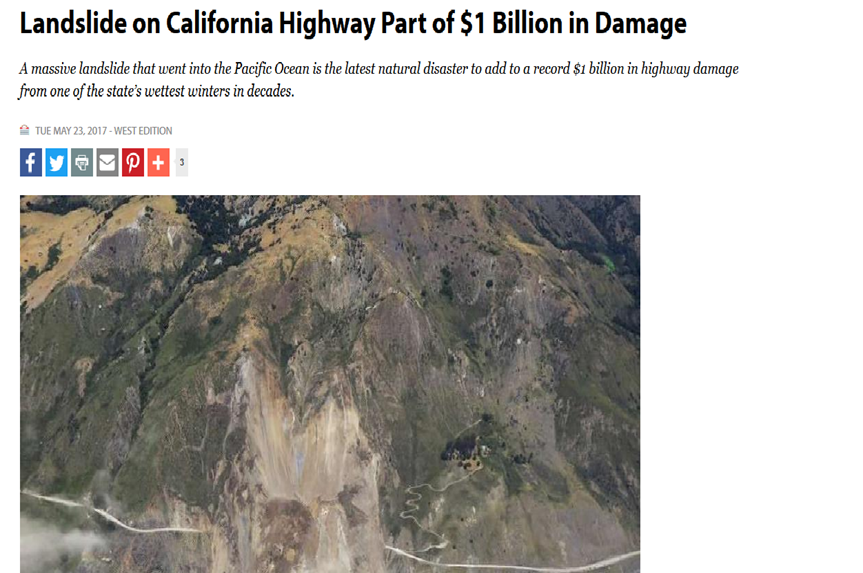 Landslide on California Highway Part of $1 Billion in Damage
A massive landslide that went into the Pacific Ocean is the latest natural disaster to add to a record $1 billion in highway damage
from one of the state's wettest winters in decades.
TUE MAY 23, 2017 - WEST EDITION
3